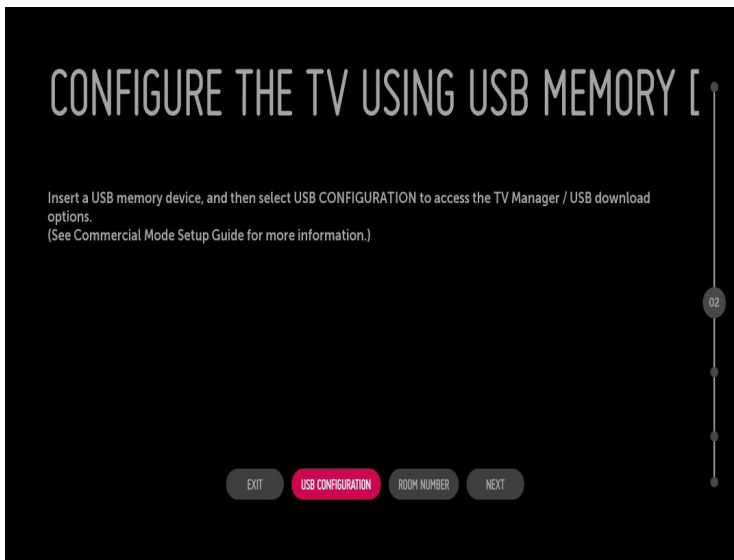 CONFIGURE THE TV USING USB MEMORY
Insert a USB memory device, and then select USB CONFIGURATION to access the TV Manager / USB download
options.
(See Commercial Mode Setup Guide for more information.)
02
EXIT
USB CONFIGURATION
ROOM NUMBER
NEXT